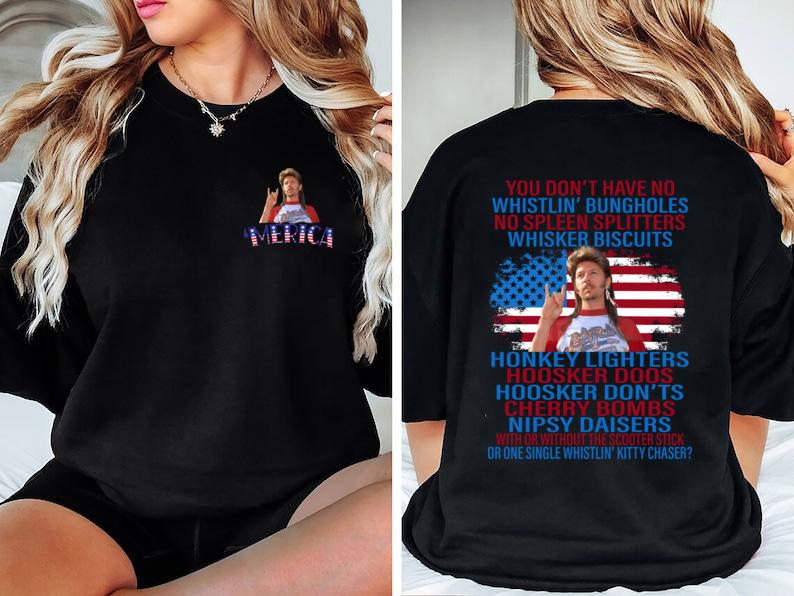 'MERICA
YOU DON'T HAVE NO
WHISTLIN' BUNGHOLES
NO SPLEEN SPLITTERS
WHISKER BISCUITS
HONKEY LIGHTERS
HOOSKER DOOS
HOOSKER DON'TS
CHERRY BOMBS
NIPSY DAISERS
WITH OR WITHOUT THE SCOOTER STICK
OR ONE SINGLE WHISTLIN' KITTY CHASER?